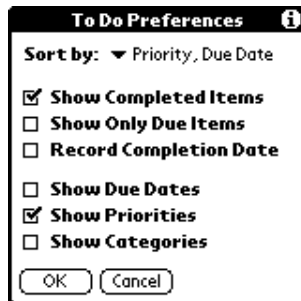 To Do Preferences
Sort by: Priority, Due Date
Show Completed Items
Show Only Due Items
Record Completion Date
Show Due Dates
Show Priorities
Show Categories
OK Cancel